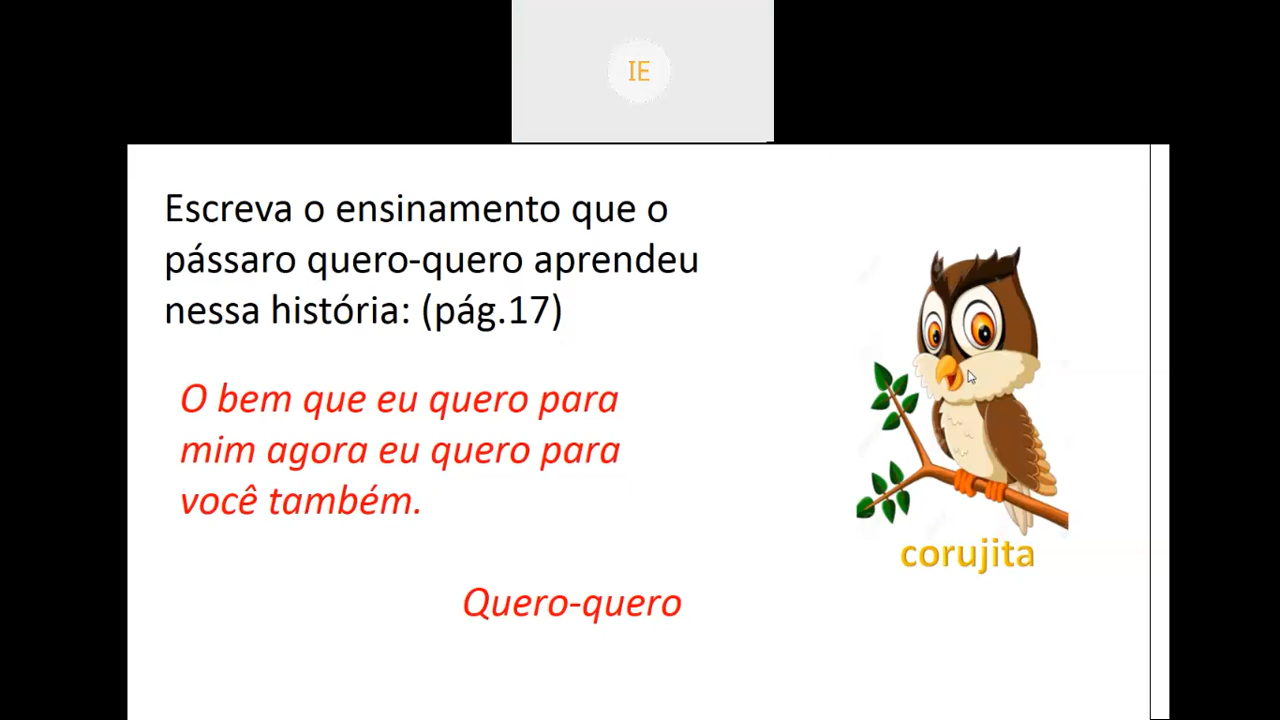 IE
Escreva o ensinamento que o
pássaro quero-quero aprendeu
nessa história: (pág.17)
O bem que eu quero para
mim agora eu quero para
você também.
Quero-quero
corujita